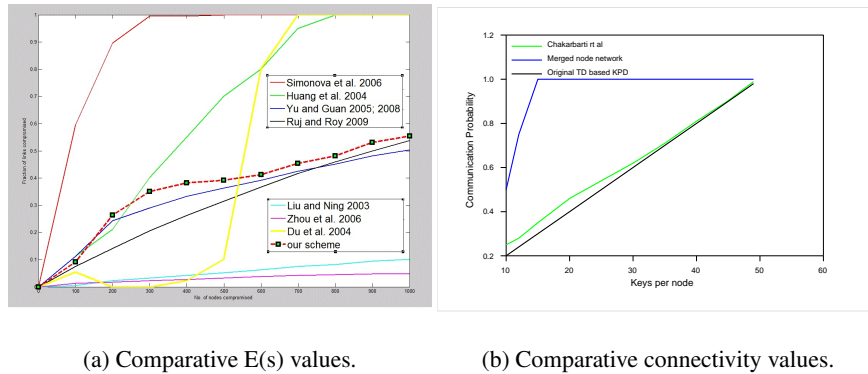 1
0.9
0.8
0.7
0.6
0.5
0.4
0.3
0.2
0.1
0
0
100
200
300
400
500
600
700
800
900
1000
Fraction of links compromised
No. of nodes compromised
Simonova et al. 2006
Huang et al. 2004
Yu and Guan 2005; 2008
Ruj and Roy 2009
Liu and Ning 2003
Zhou et al. 2006
Du et al. 2004
our scheme
(a) Comparative E(s) values.
Chakarbarti rt al
Merged node network
Original TD based KPD
1.2
1.0
0.8
0.6
0.4
0.2
10
20
30
40
50
60
Communication Probability
Keys per node
(b) Comparative connectivity values.